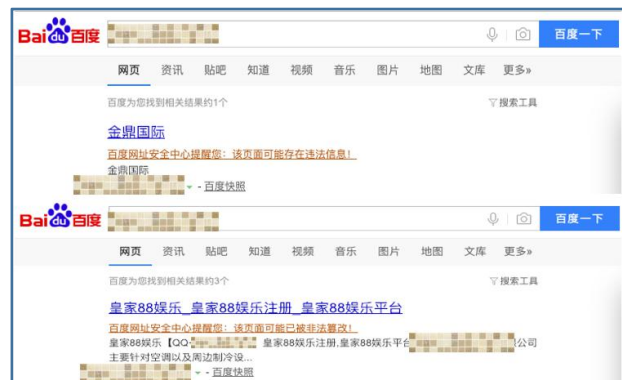 Bai du 百度
百度一下
网页 资讯 贴吧 知道 视频 音乐 图片 地图 文库 更多»
百度为您找到相关结果约1个 搜索工具
金鼎国际
百度网址安全中心提醒您：该页面可能存在违法信息！
金鼎国际
- 百度快照
Bai du 百度
百度一下
网页 资讯 贴吧 知道 视频 音乐 图片 地图 文库 更多»
百度为您找到相关结果约3个 搜索工具
皇家88娱乐_皇家88娱乐注册_皇家88娱乐平台
百度网址安全中心提醒您：该页面可能已被非法篡改！
皇家88娱乐【QQ- 皇家88娱乐注册,皇家88娱乐平台 公司
主要针对空调以及周边制冷设...
- 百度快照